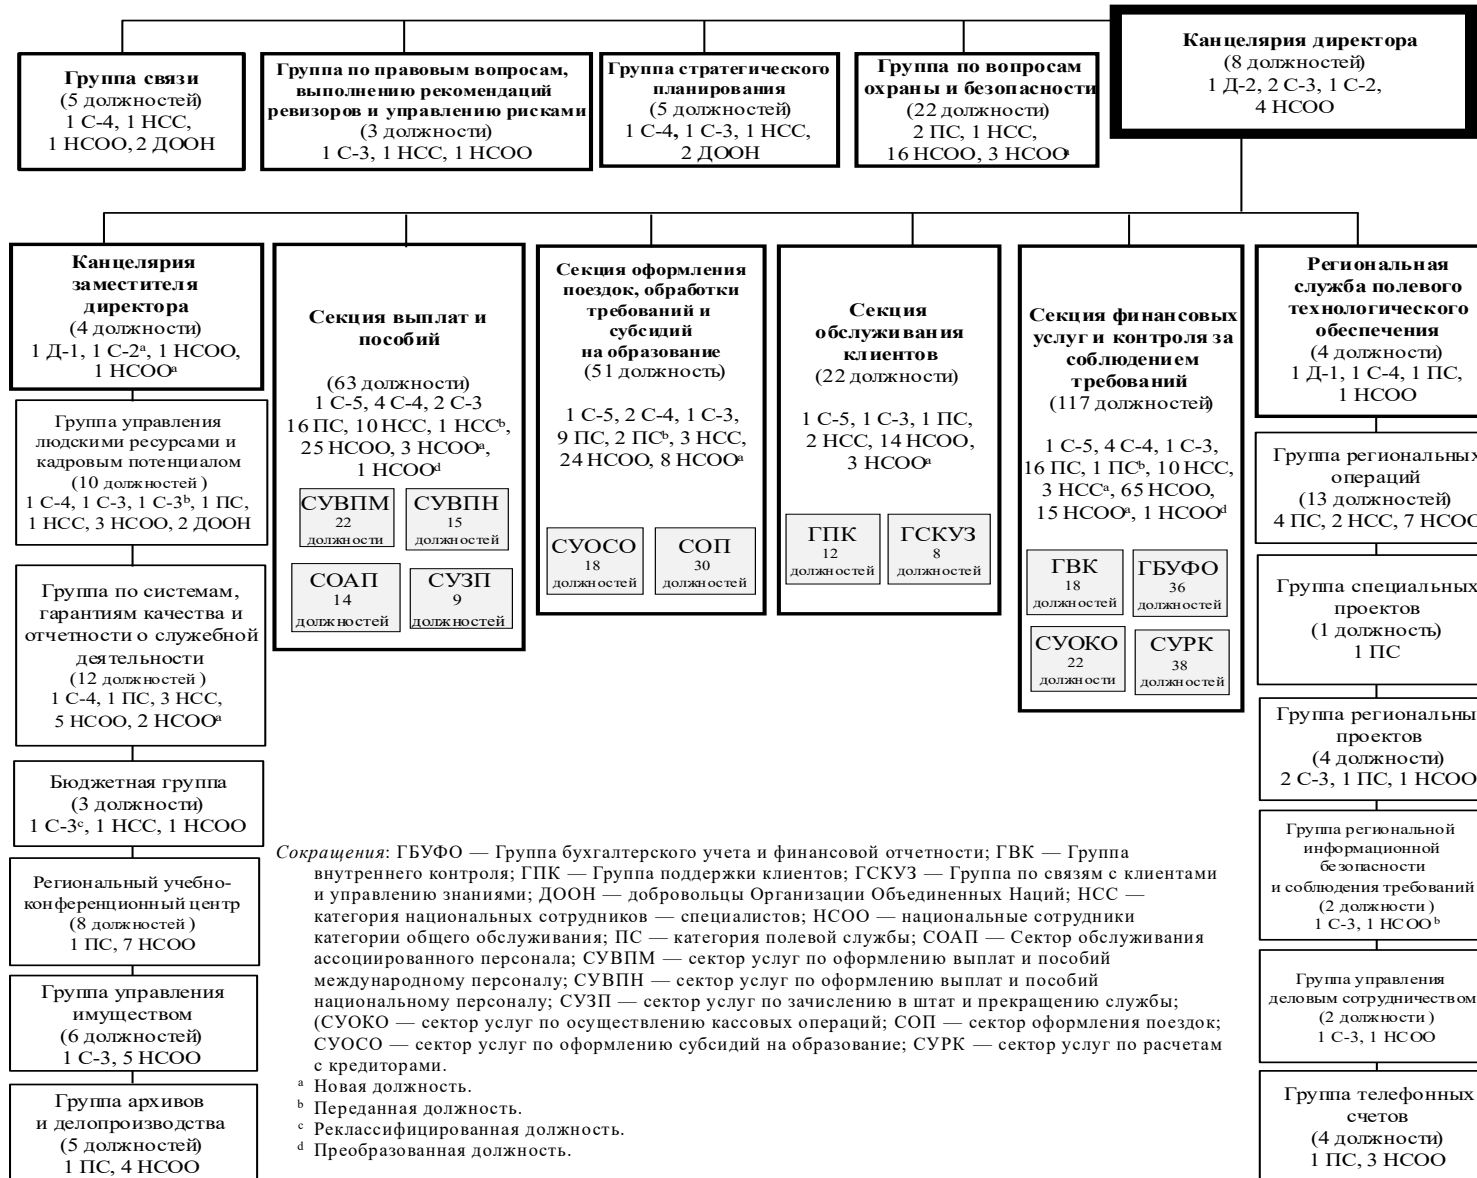 Канцелярия директора
(8 должностей)
1 Д-2, 2 С-3, 1 С-2,
4 НСОО
Группа связи
(5 должностей)
1 С-4, 1 НСС,
1 НСОО, 2 ДООН
Группа по правовым вопросам,
выполнению рекомендаций
ревизоров и управлению рисками
(3 должности)
1 С-3, 1 НСС, 1 НСОО
Группа стратегического
планирования
(5 должностей)
1 С-4, 1 С-3, 1 НСС,
2 ДООН
Группа по вопросам
охраны и безопасности
(22 должности)
2 ПС, 1 НСС,
16 НСОО, 3 НСООᵃ
Канцелярия
заместителя
директора
(4 должности)
1 Д-1, 1 С-2ᵃ, 1 НСОО,
1 НСООᵃ
Группа управления
людскими ресурсами и
кадровым потенциалом
(10 должностей )
1 С-4, 1 С-3, 1 С-3ᵇ, 1 ПС,
1 НСС, 3 НСОО, 2 ДООН
Группа по системам,
гарантиям качества и
отчетности о служебной
деятельности
(12 должностей )
1 С-4, 1 ПС, 3 НСС,
5 НСОО, 2 НСООᵃ
Бюджетная группа
(3 должности)
1 С-3ᶜ, 1 НСС, 1 НСОО
Региональный учебно-
конференционный центр
(8 должностей )
1 ПС, 7 НСОО
Группа управления
имуществом
(6 должностей)
1 С-3, 5 НСОО
Группа архивов
и делопроизводства
(5 должностей)
1 ПС, 4 НСОО
Секция выплат и
пособий
(63 должности)
1 С-5, 4 С-4, 2 С-3
16 ПС, 10 НСС, 1 НССᵇ,
25 НСОО, 3 НСООᵃ,
1 НСООᵈ
СУВПМ
22
должности
СУВПН
15
должностей
СОАП
14
должностей
СУЗП
9
должностей
Секция оформления
поездок, обработки
требований и
субсидий
на образование
(51 должность)
1 С-5, 2 С-4, 1 С-3,
9 ПС, 2 ПСᵇ, 3 НСС,
24 НСОО, 8 НСООᵃ
СУОСО
18
должностей
СОП
30
должностей
Секция
обслуживания
клиентов
(22 должности)
1 С-5, 1 С-3, 1 ПС,
2 НСС, 14 НСОО,
3 НСООᵃ
ГПК
12
должностей
ГСКУЗ
8
должностей
Секция финансовых
услуг и контроля за
соблюдением
требований
(117 должностей)
1 С-5, 4 С-4, 1 С-3,
16 ПС, 1 ПСᵇ, 10 НСС,
3 НССᵃ, 65 НСОО,
15 НСООᵃ, 1 НСООᵈ
ГВК
18
должностей
ГБУФО
36
должностей
СУОКО
22
должности
СУРК
38
должностей
Региональная
служба полевого
технологического
обеспечения
(4 должности)
1 Д-1, 1 С-4, 1 ПС,
1 НСОО
Группа региональных
операций
(13 должностей)
4 ПС, 2 НСС, 7 НСОО
Группа специальных
проектов
(1 должность)
1 ПС
Группа региональны
проектов
(4 должности)
2 С-3, 1 ПС, 1 НСОО
Группа региональной
информационной
безопасности
и соблюдения требований
(2 должности )
1 С-3, 1 НСОО ᵇ
Группа управления
деловым сотрудничеством
(2 должности )
1 С-3, 1 НСОО
Группа телефонных
счетов
(4 должности)
1 ПС, 3 НСОО
Сокращения: ГБУФО — Группа бухгалтерского учета и финансовой отчетности; ГВК — Группа
внутреннего контроля; ГПК — Группа поддержки клиентов; ГСКУЗ — Группа по связям с клиентами
и управлению знаниями; ДООН — добровольцы Организации Объединенных Наций; НСС —
категория национальных сотрудников — специалистов; НСОО — национальные сотрудники
категории общего обслуживания; ПС — категория полевой службы; СОАП — Сектор обслуживания
ассоциированного персонала; СУВПМ — сектор услуг по оформлению выплат и пособий
международному персоналу; СУВПН — сектор услуг по оформлению выплат и пособий
национальному персоналу; СУЗП — сектор услуг по зачислению в штат и прекращению службы;
(СУОКО — сектор услуг по осуществлению кассовых операций; СОП — сектор оформления поездок;
СУОСО — сектор услуг по оформлению субсидий на образование; СУРК — сектор услуг по расчетам
с кредиторами.
ᵃ Новая должность.
ᵇ Переданная должность.
ᶜ Реклассифицированная должность.
ᵈ Преобразованная должность.